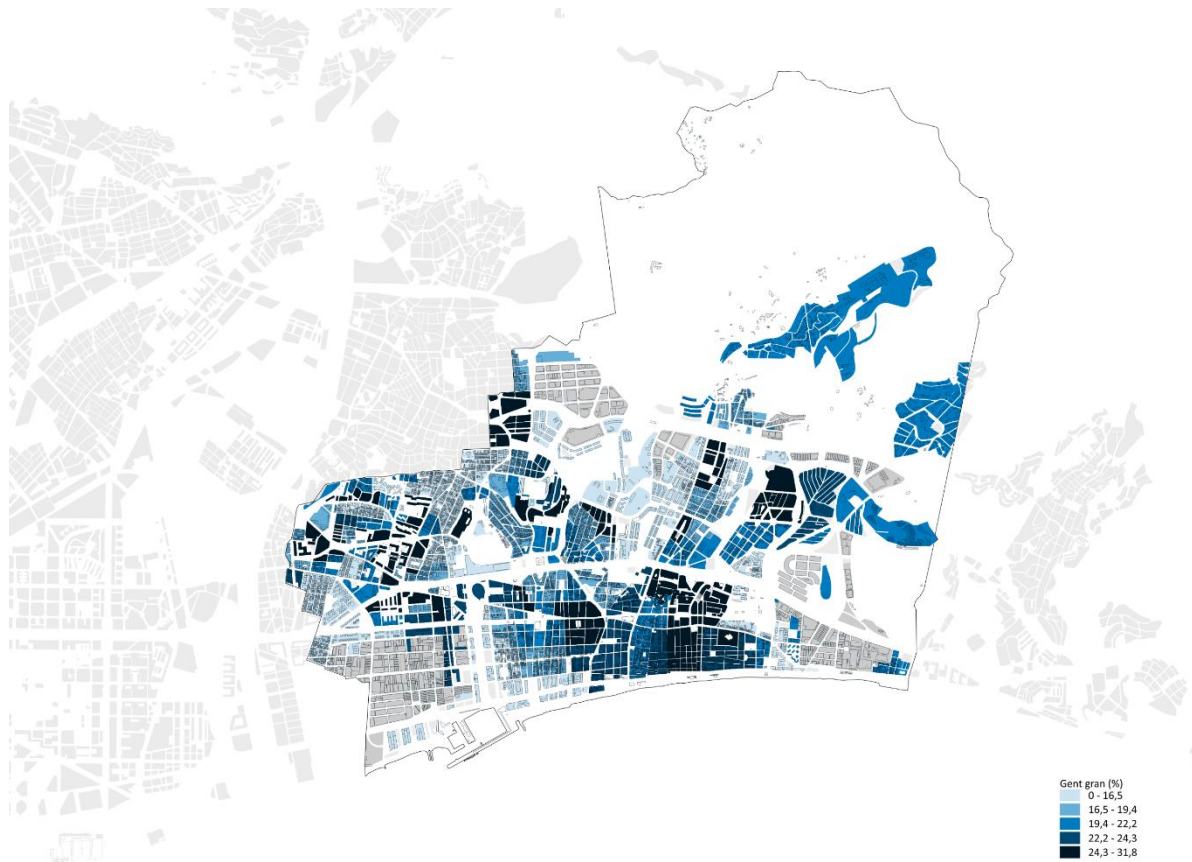 Gent gran (%)
0 - 16,5
16,5 - 19,4
19,4 - 22,2
22,2 - 24,3
24,3 - 31,8